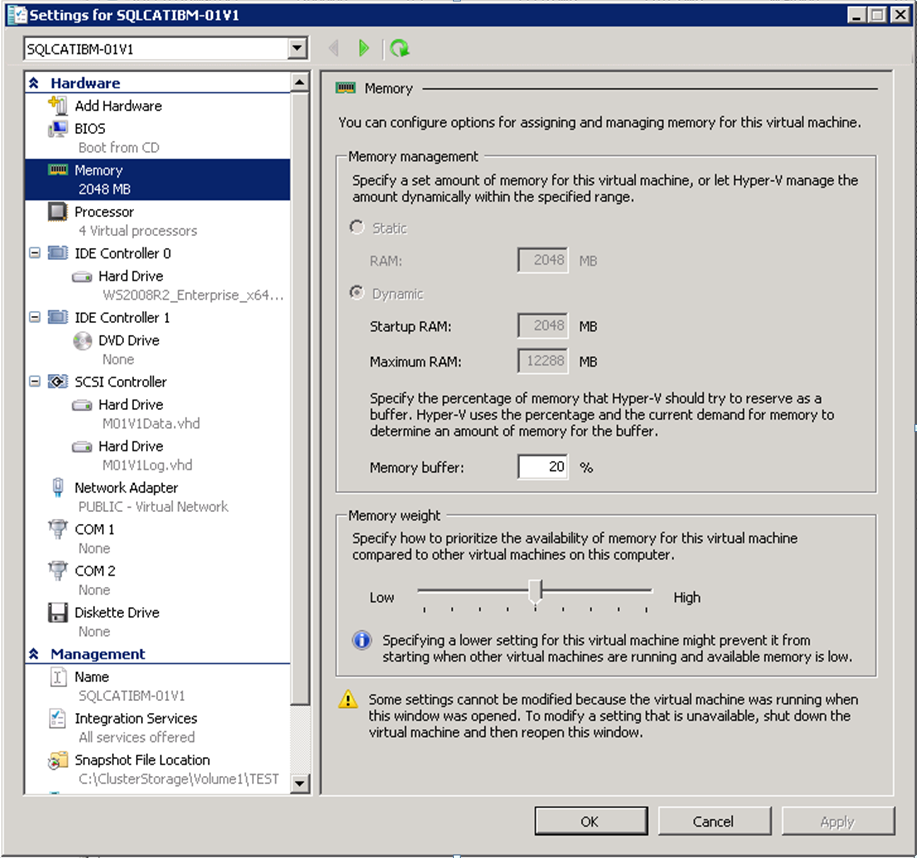 Settings for SQLCATIBM-01V1
SQLCATIBM-01V1
Hardware
Add Hardware
BIOS
Boot from CD
Memory
2048 MB
Processor
4 Virtual processors
IDE Controller 0
Hard Drive
WS2008R2_Enterprise_x64...
IDE Controller 1
DVD Drive
None
SCSI Controller
Hard Drive
M01V1Data.vhd
Hard Drive
M01V1Log.vhd
Network Adapter
PUBLIC - Virtual Network
COM 1
None
COM 2
None
Diskette Drive
None
Management
Name
SQLCATIBM-01V1
Integration Services
All services offered
Snapshot File Location
C:\ClusterStorage\Volume1\TEST
Memory
You can configure options for assigning and managing memory for this virtual machine.
Memory management
Specify a set amount of memory for this virtual machine, or let Hyper-V manage the
amount dynamically within the specified range.
Static
RAM: 2048 MB
Dynamic
Startup RAM: 2048 MB
Maximum RAM: 12288 MB
Specify the percentage of memory that Hyper-V should try to reserve as a
buffer. Hyper-V uses the percentage and the current demand for memory to
determine an amount of memory for the buffer.
Memory buffer: 20 %
Memory weight
Specify how to prioritize the availability of memory for this virtual machine
compared to other virtual machines on this computer.
Low High
Specifying a lower setting for this virtual machine might prevent it from
starting when other virtual machines are running and available memory is low.
Some settings cannot be modified because the virtual machine was running when
this window was opened. To modify a setting that is unavailable, shut down the
virtual machine and then reopen this window.
OK Cancel Apply